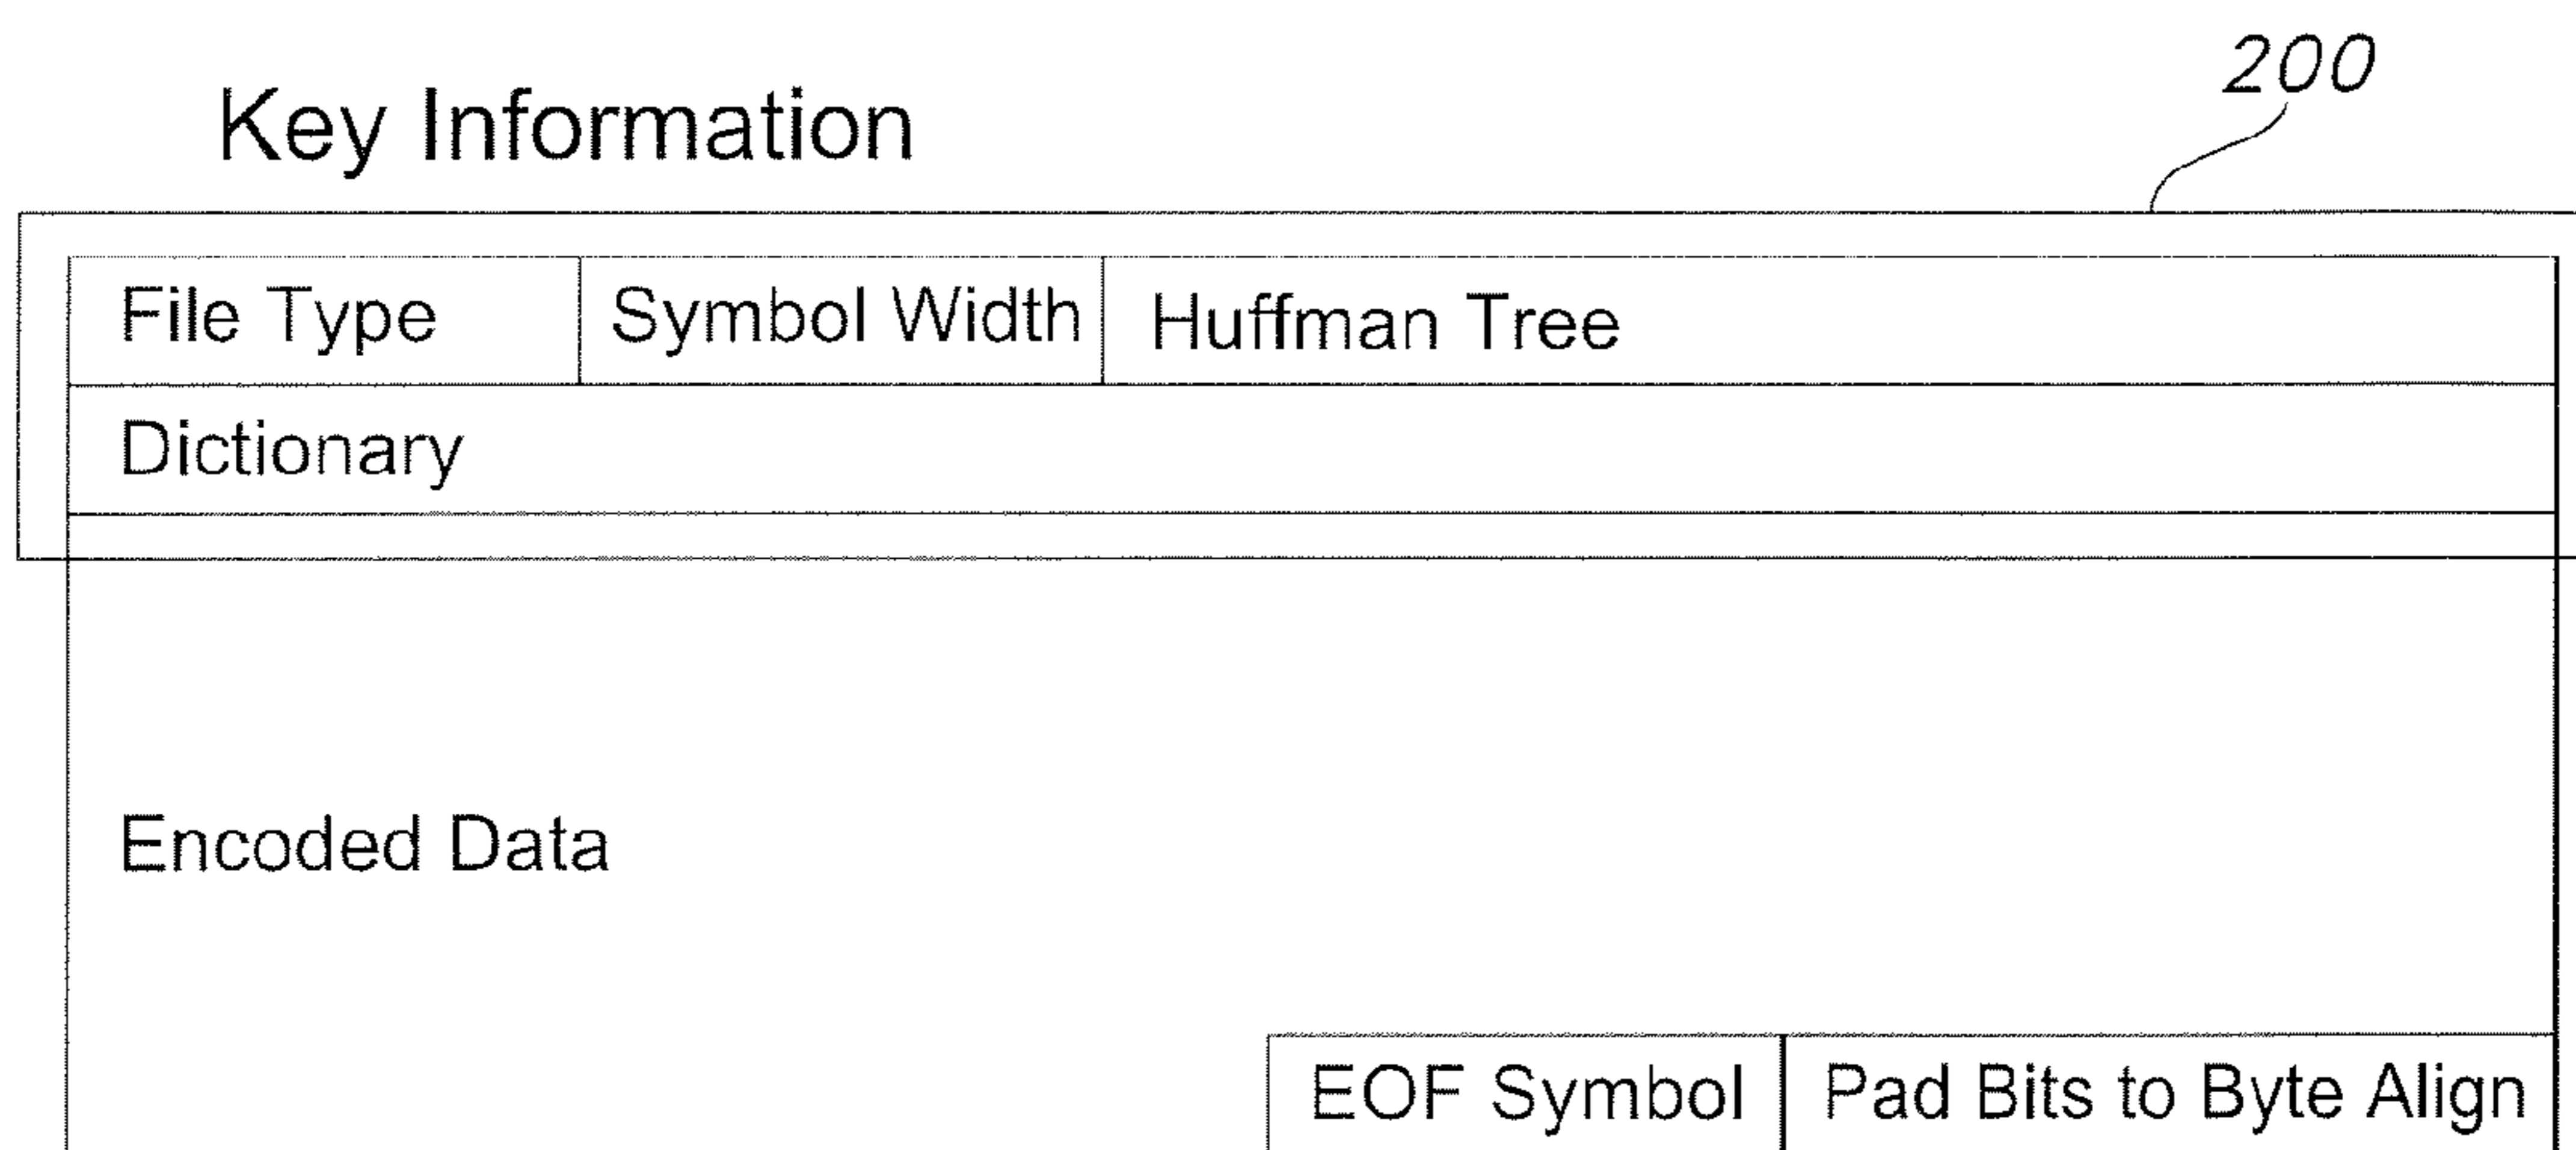 200
Key Information
File Type Symbol Width Huffman Tree
Dictionary
Encoded Data
EOF Symbol Pad Bits to Byte Align